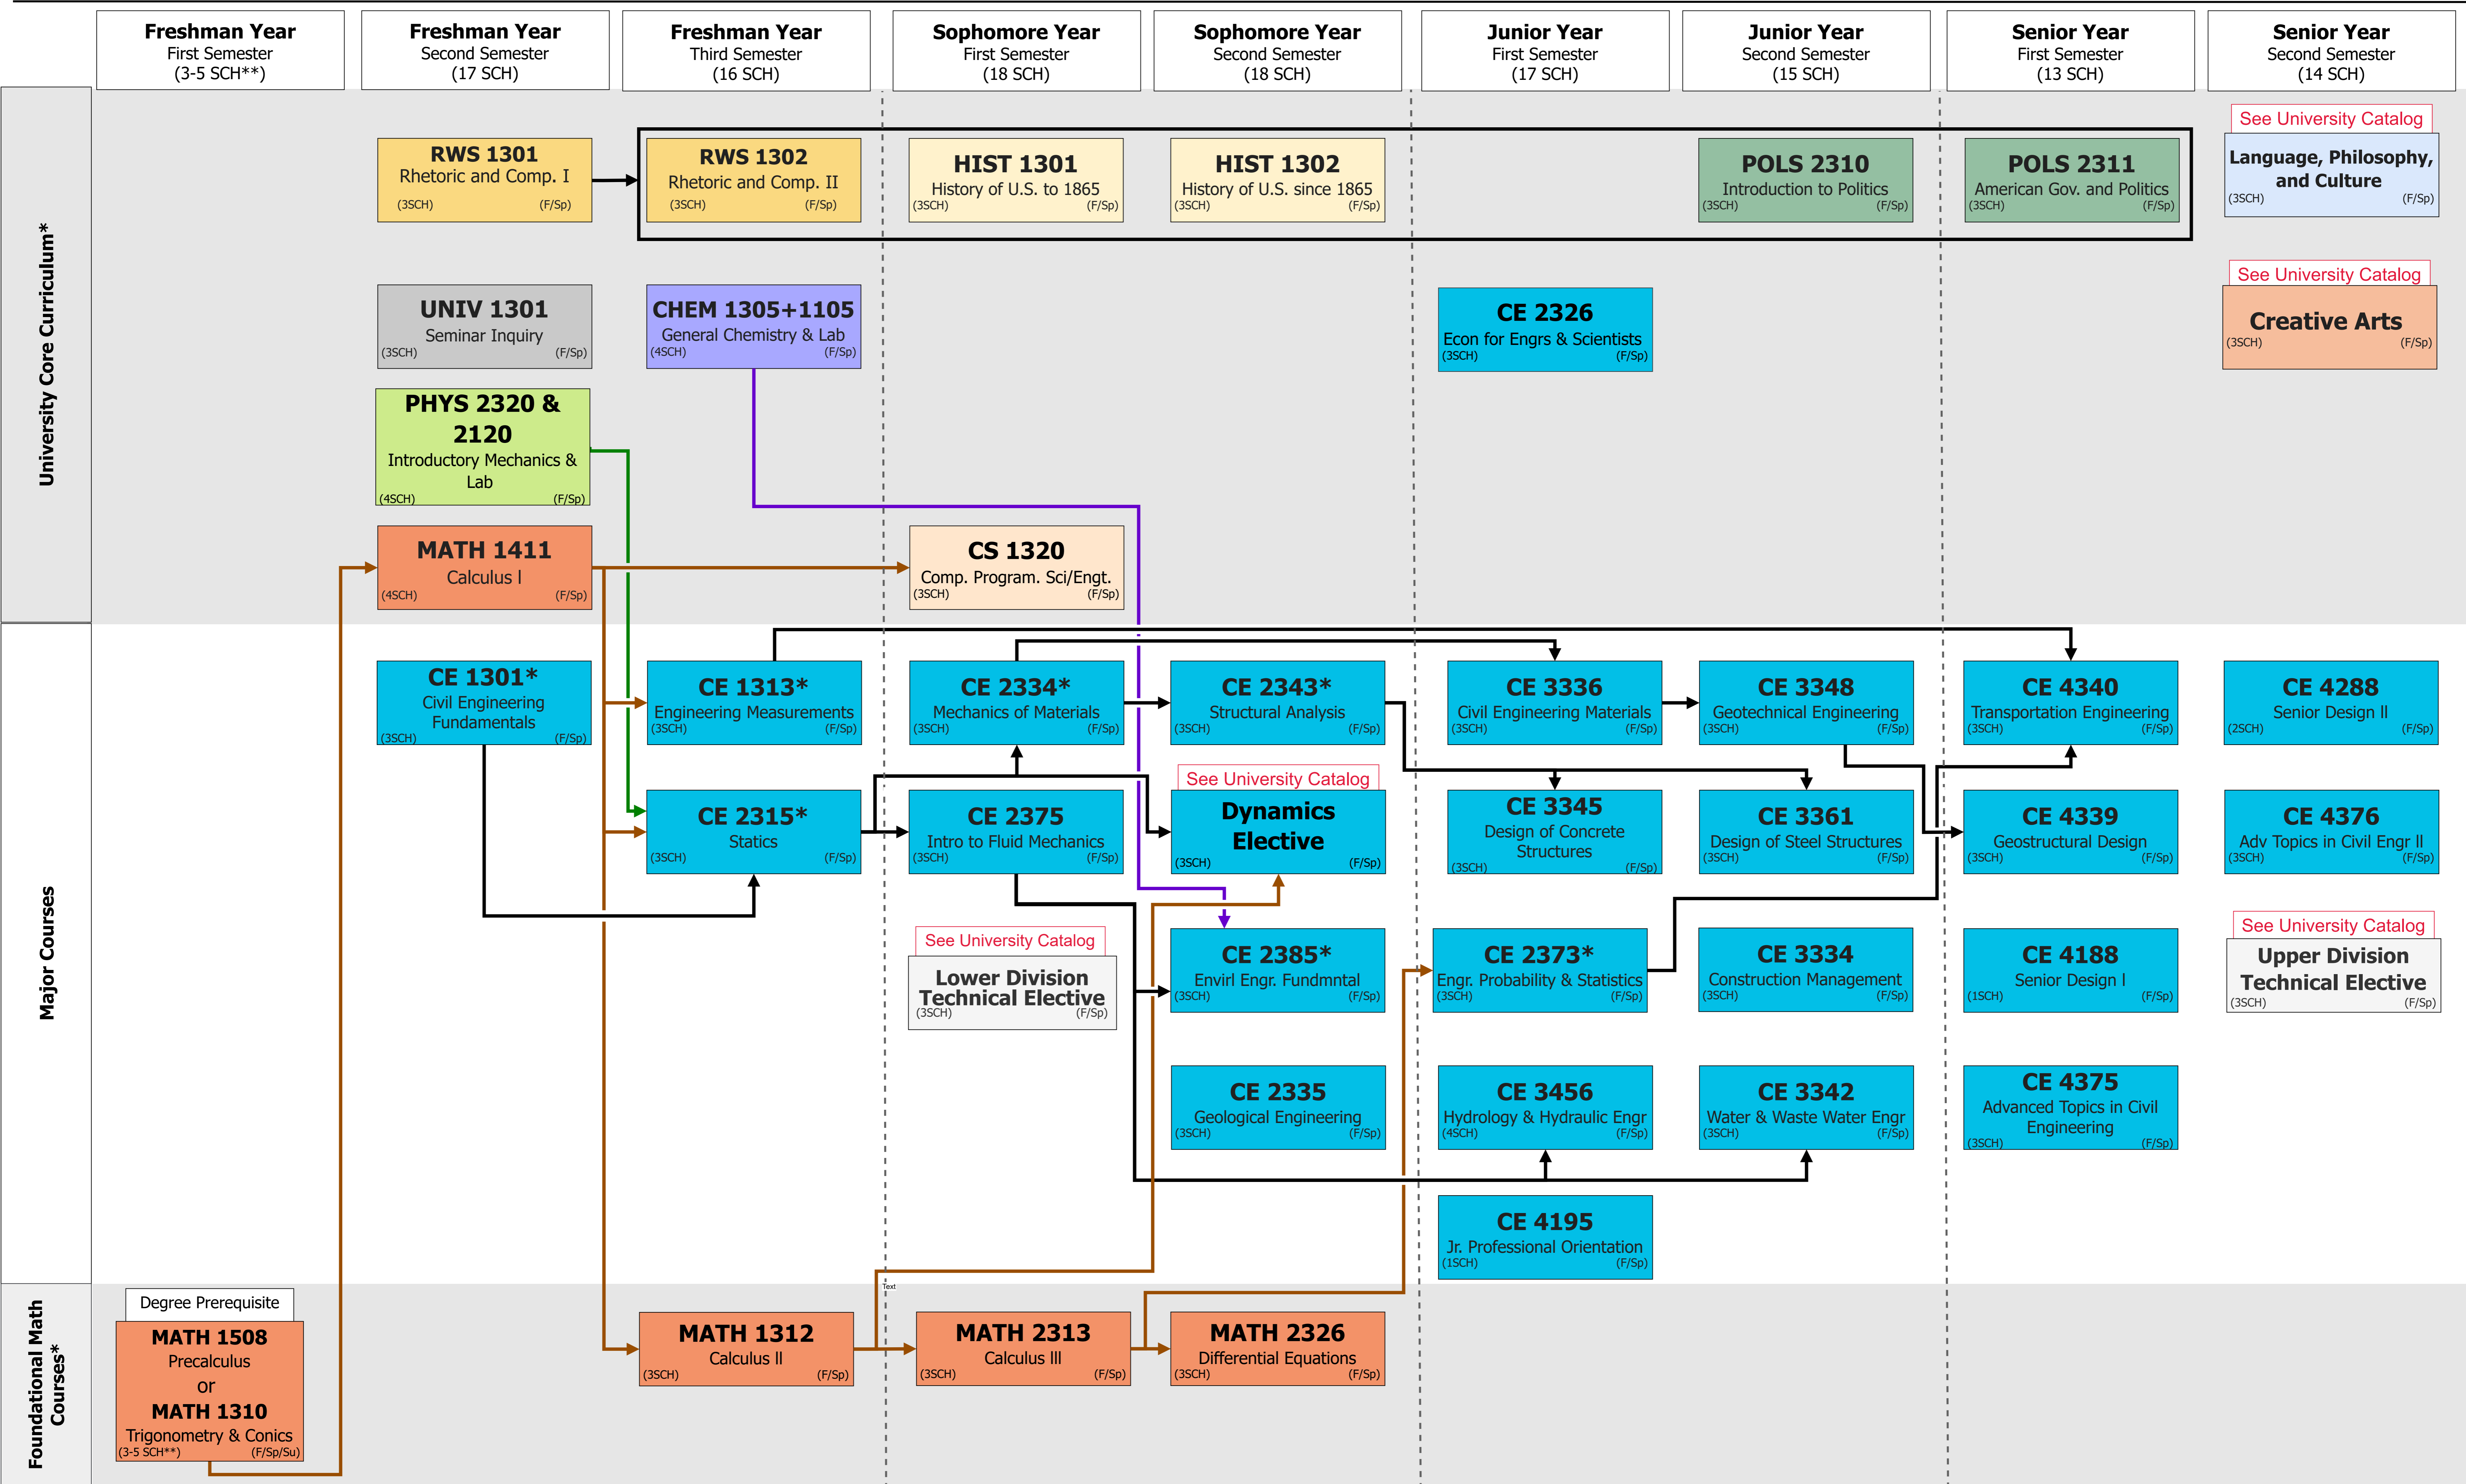 Freshman Year
First Semester
(3-5 SCH**)
Freshman Year
Second Semester
(17 SCH)
Freshman Year
Third Semester
(16 SCH)
Sophomore Year
First Semester
(18 SCH)
Sophomore Year
Second Semester
(18 SCH)
Junior Year
First Semester
(17 SCH)
Junior Year
Second Semester
(15 SCH)
Senior Year
First Semester
(13 SCH)
Senior Year
Second Semester
(14 SCH)
University Core Curriculum*
RWS 1301
Rhetoric and Comp. I
(3SCH) (F/Sp)
RWS 1302
Rhetoric and Comp. II
(3SCH) (F/Sp)
HIST 1301
History of U.S. to 1865
(3SCH) (F/Sp)
HIST 1302
History of U.S. since 1865
(3SCH) (F/Sp)
POLS 2310
Introduction to Politics
(3SCH) (F/Sp)
POLS 2311
American Gov. and Politics
(3SCH) (F/Sp)
See University Catalog
Language, Philosophy,
and Culture
(3SCH) (F/Sp)
UNIV 1301
Seminar Inquiry
(3SCH) (F/Sp)
CHEM 1305+1105
General Chemistry & Lab
(4SCH) (F/Sp)
CE 2326
Econ for Engrs & Scientists
(3SCH) (F/Sp)
See University Catalog
Creative Arts
(3SCH) (F/Sp)
PHYS 2320 &
2120
Introductory Mechanics &
Lab
(4SCH) (F/Sp)
MATH 1411
Calculus I
(4SCH) (F/Sp)
CS 1320
Comp. Program. Sci/Engt.
(3SCH) (F/Sp)
Major Courses
CE 1301*
Civil Engineering
Fundamentals
(3SCH) (F/Sp)
CE 1313*
Engineering Measurements
(3SCH) (F/Sp)
CE 2334*
Mechanics of Materials
(3SCH) (F/Sp)
CE 2343*
Structural Analysis
(3SCH) (F/Sp)
CE 3336
Civil Engineering Materials
(3SCH) (F/Sp)
CE 3348
Geotechnical Engineering
(3SCH) (F/Sp)
CE 4340
Transportation Engineering
(3SCH) (F/Sp)
CE 4288
Senior Design II
(2SCH) (F/Sp)
CE 2315*
Statics
(3SCH) (F/Sp)
CE 2375
Intro to Fluid Mechanics
(3SCH) (F/Sp)
See University Catalog
Dynamics
Elective
(3SCH) (F/Sp)
CE 3345
Design of Concrete
Structures
(3SCH) (F/Sp)
CE 3361
Design of Steel Structures
(3SCH) (F/Sp)
CE 4339
Geostructural Design
(3SCH) (F/Sp)
CE 4376
Adv Topics in Civil Engr II
(3SCH) (F/Sp)
See University Catalog
Lower Division
Technical Elective
(3SCH) (F/Sp)
CE 2385*
Envirl Engr. Fundmntal
(3SCH) (F/Sp)
CE 2373*
Engr. Probability & Statistics
(3SCH) (F/Sp)
CE 3334
Construction Management
(3SCH) (F/Sp)
CE 4188
Senior Design I
(1SCH) (F/Sp)
See University Catalog
Upper Division
Technical Elective
(3SCH) (F/Sp)
CE 2335
Geological Engineering
(3SCH) (F/Sp)
CE 3456
Hydrology & Hydraulic Engr
(4SCH) (F/Sp)
CE 3342
Water & Waste Water Engr
(3SCH) (F/Sp)
CE 4375
Advanced Topics in Civil
Engineering
(3SCH) (F/Sp)
CE 4195
Jr. Professional Orientation
(1SCH) (F/Sp)
Foundational Math
Courses*
Degree Prerequisite
MATH 1508
Precalculus
or
MATH 1310
Trigonometry & Conics
(3-5 SCH**) (F/Sp/Su)
Text
MATH 1312
Calculus II
(3SCH) (F/Sp)
MATH 2313
Calculus III
(3SCH) (F/Sp)
MATH 2326
Differential Equations
(3SCH) (F/Sp)